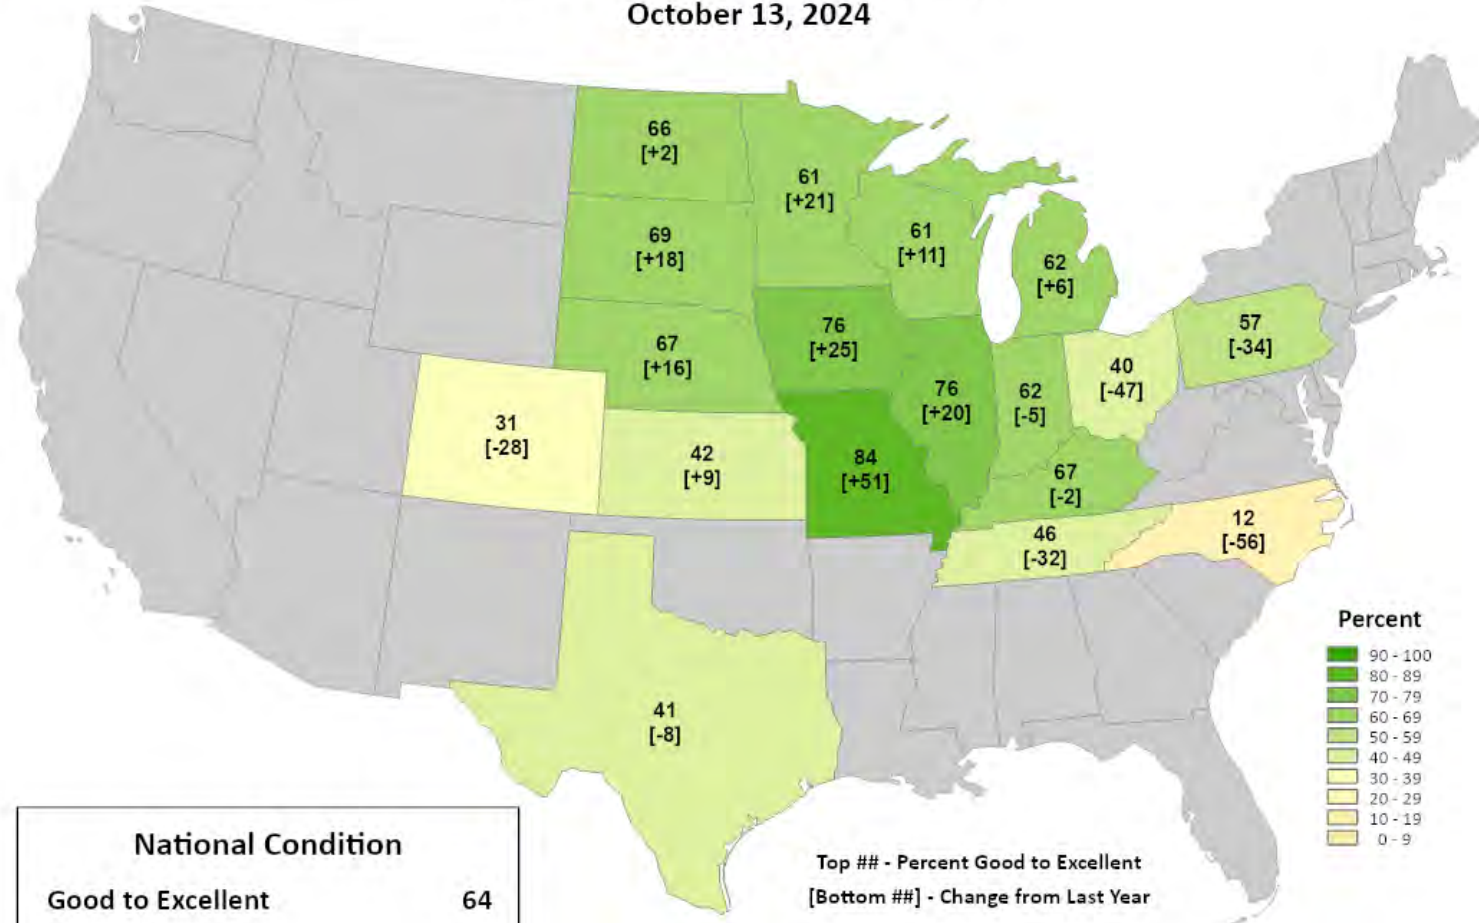 October 13, 2024
66
[+2]
61
[+21]
69
[+18]
61
[+11]
62
[+6]
67
[+16]
76
[+25]
76
[+20]
62
[-5]
40
[-47]
57
[-34]
31
[-28]
42
[+9]
84
[+51]
67
[-2]
46
[-32]
12
[-56]
41
[-8]
Percent
90 - 100
80 - 89
70 - 79
60 - 69
50 - 59
40 - 49
30 - 39
20 - 29
10 - 19
0 - 9
National Condition
Good to Excellent 64
Top ## - Percent Good to Excellent
[Bottom ##] - Change from Last Year